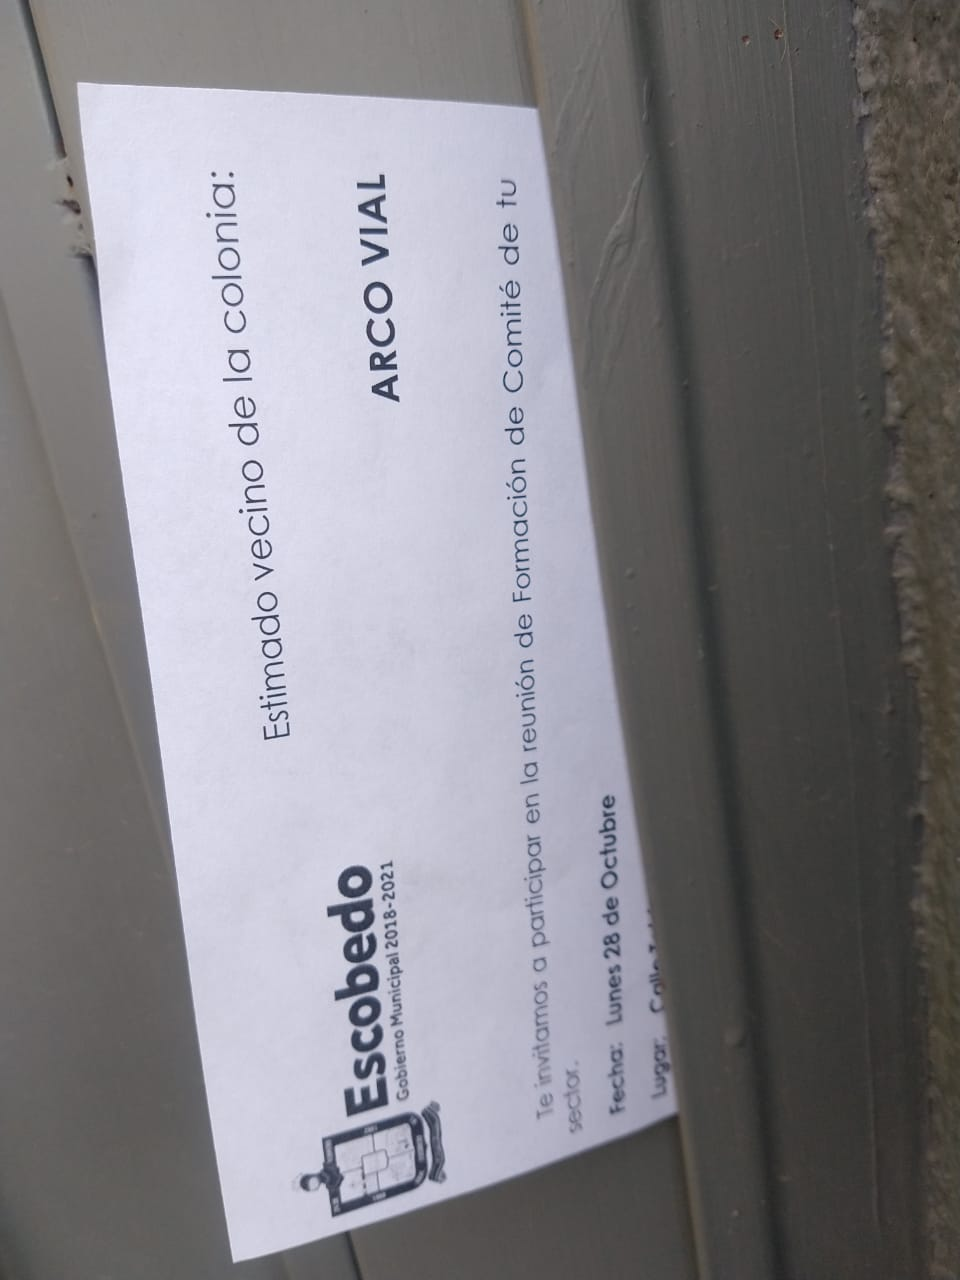 Estimado vecino de la colonia:
Escobedo
Gobierno Municipal 2018-2021
ARCO VIAL
Te invitamos a participar en la reunión de Formación de Comité de tu
sector.
Fecha: Lunes 28 de Octubre
Lugar: Calle